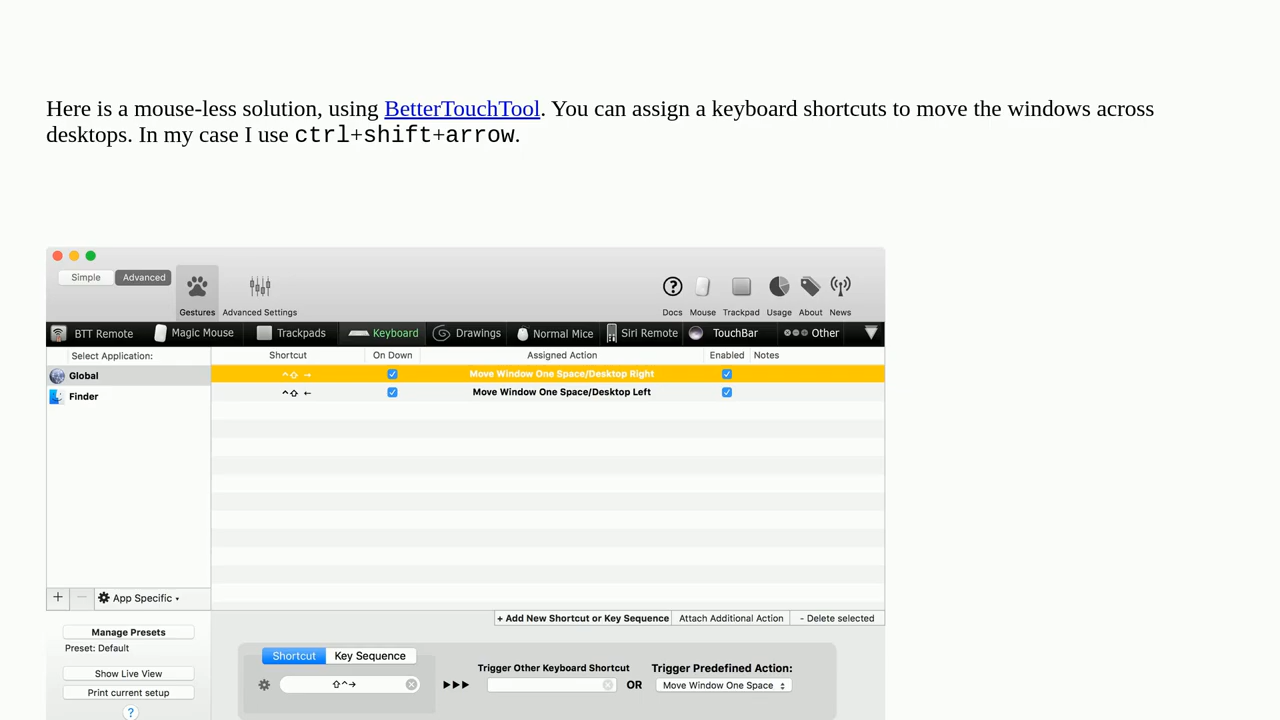 Here is a mouse-less solution, using BetterTouchTool. You can assign a keyboard shortcuts to move the windows across
desktops. In my case I use ctrl+shift+arrow.
Simple Advanced
Gestures Advanced Settings Docs Mouse Trackpad Usage About News
BTT Remote Magic Mouse Trackpads Keyboard Drawings Normal Mice Siri Remote TouchBar Other
Select Application: Shortcut On Down Assigned Action Enabled Notes
Global ^⇧ → Move Window One Space/Desktop Right
Finder ^⇧ ← Move Window One Space/Desktop Left
+ − App Specific
+ Add New Shortcut or Key Sequence Attach Additional Action - Delete selected
Manage Presets
Preset: Default
Show Live View
Print current setup
?
Shortcut Key Sequence
Trigger Other Keyboard Shortcut Trigger Predefined Action:
⇧^→ OR Move Window One Space